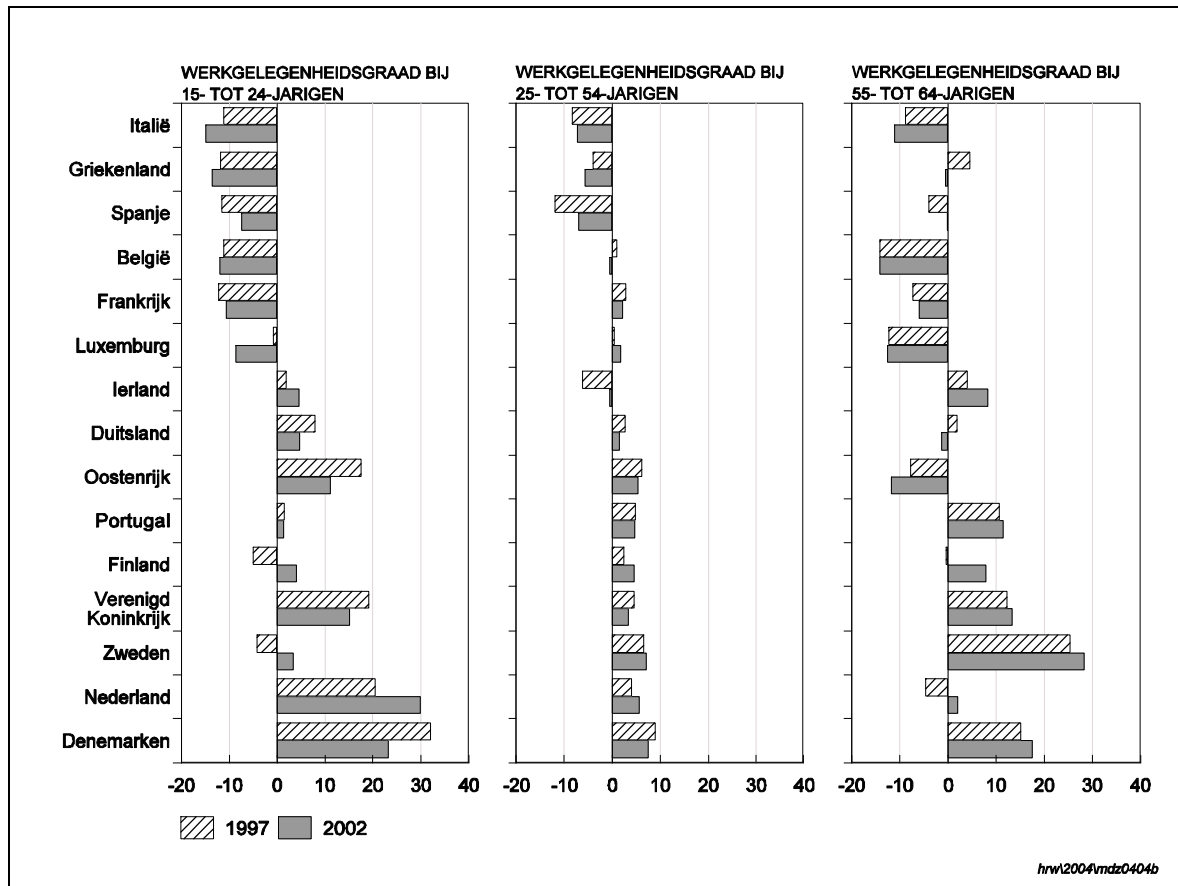 WERKGELEGENHEIDSGRAAD BIJ
15- TOT 24-JARIGEN
WERKGELEGENHEIDSGRAAD BIJ
25- TOT 54-JARIGEN
WERKGELEGENHEIDSGRAAD BIJ
55- TOT 64-JARIGEN
Italië
Griekenland
Spanje
België
Frankrijk
Luxemburg
Ierland
Duitsland
Oostenrijk
Portugal
Finland
Verenigd
Koninkrijk
Zweden
Nederland
Denemarken
-20 -10 0 10 20 30 40
-20 -10 0 10 20 30 40
-20 -10 0 10 20 30 40
1997 2002
hrw\2004\mdz0404b